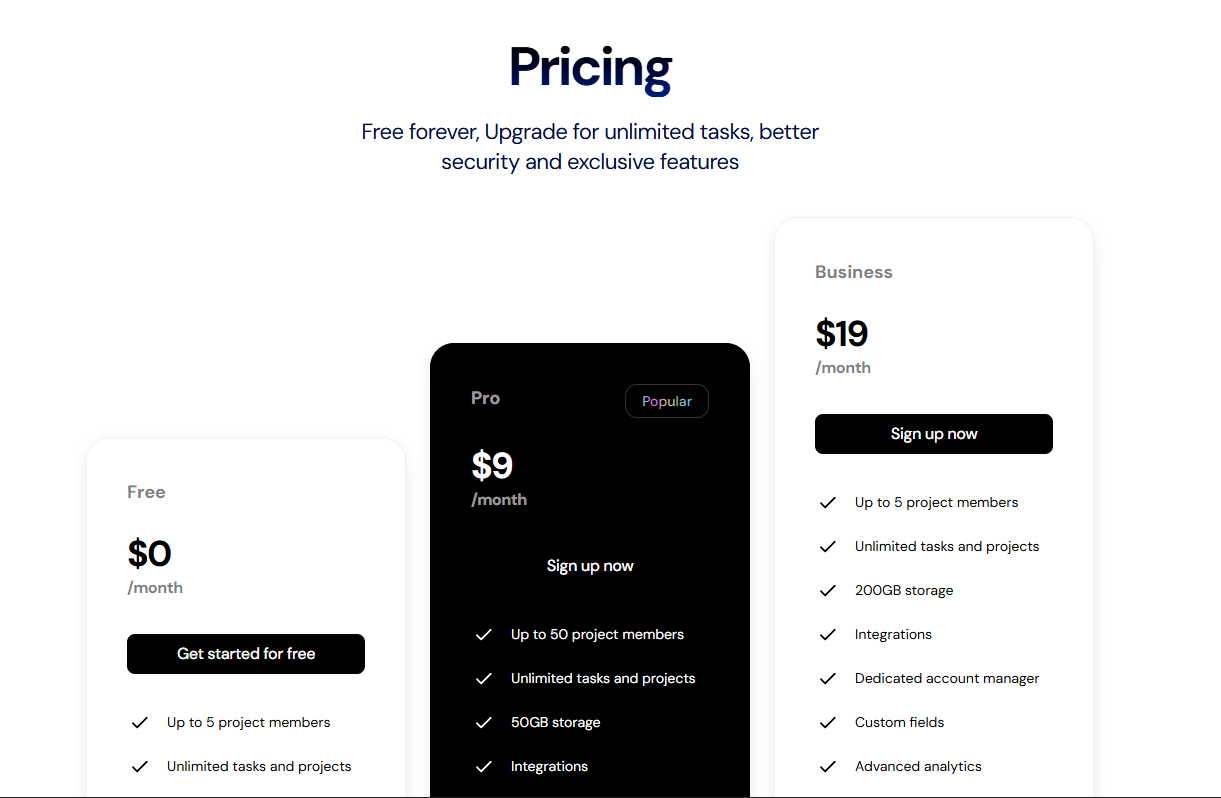 Pricing
Free forever, Upgrade for unlimited tasks, better
security and exclusive features
Free
$0
/month
Get started for free
Up to 5 project members
Unlimited tasks and projects
Pro
Popular
$9
/month
Sign up now
Up to 50 project members
Unlimited tasks and projects
50GB storage
Integrations
Business
$19
/month
Sign up now
Up to 5 project members
Unlimited tasks and projects
200GB storage
Integrations
Dedicated account manager
Custom fields
Advanced analytics